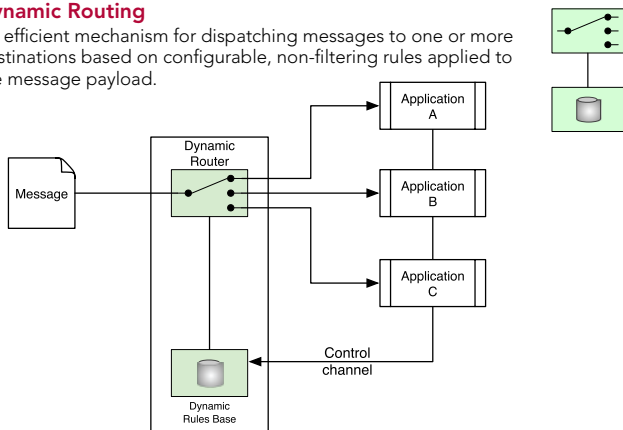 ynamic Routing
efficient mechanism for dispatching messages to one or more
stinations based on configurable, non-filtering rules applied to
e message payload.
Application
A
Dynamic
Router
Message
Application
B
Application
C
Control
channel
Dynamic
Rules Base